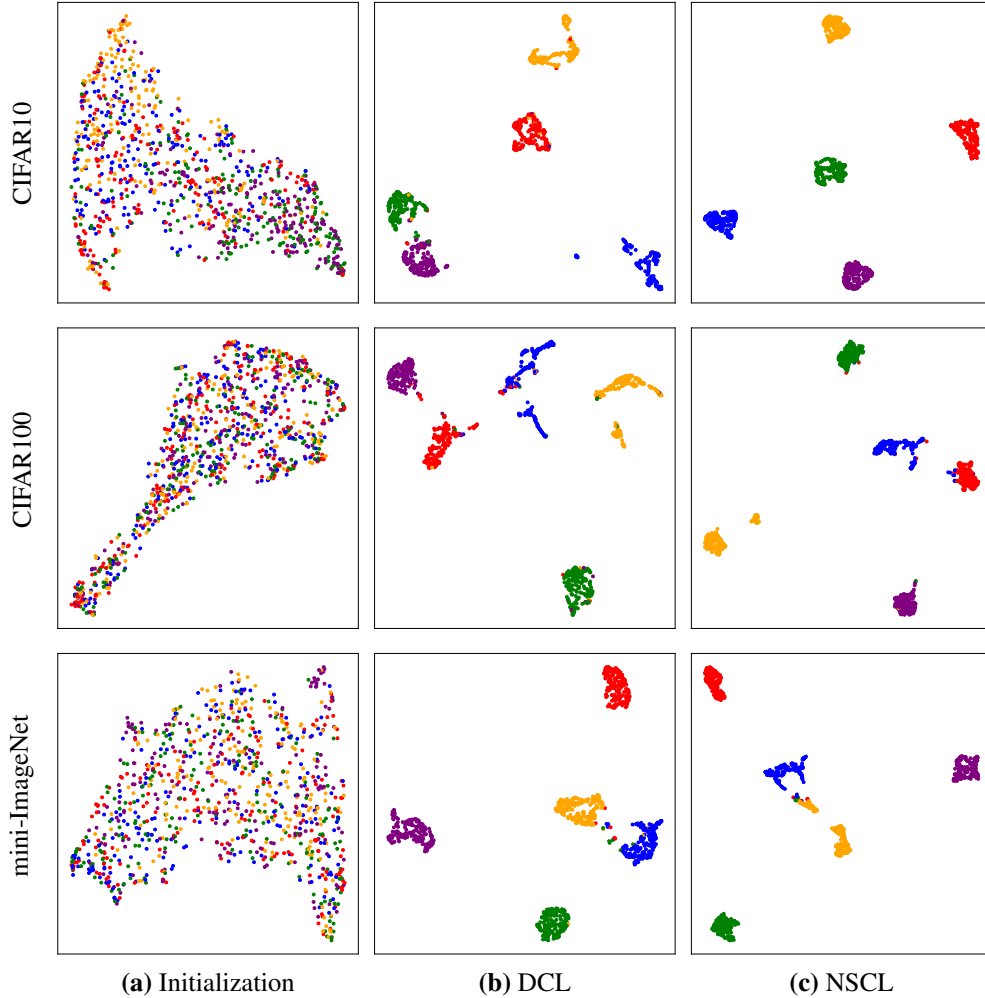 CIFAR10
CIFAR100
mini-ImageNet
(a) Initialization
(b) DCL
(c) NSCL